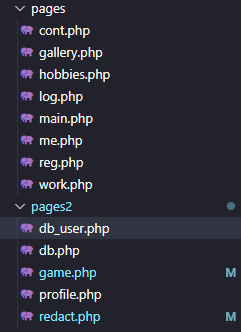 pages
cont.php
gallery.php
hobbies.php
log.php
main.php
me.php
reg.php
work.php
pages2
db_user.php
db.php
game.php M
profile.php
redact.php M